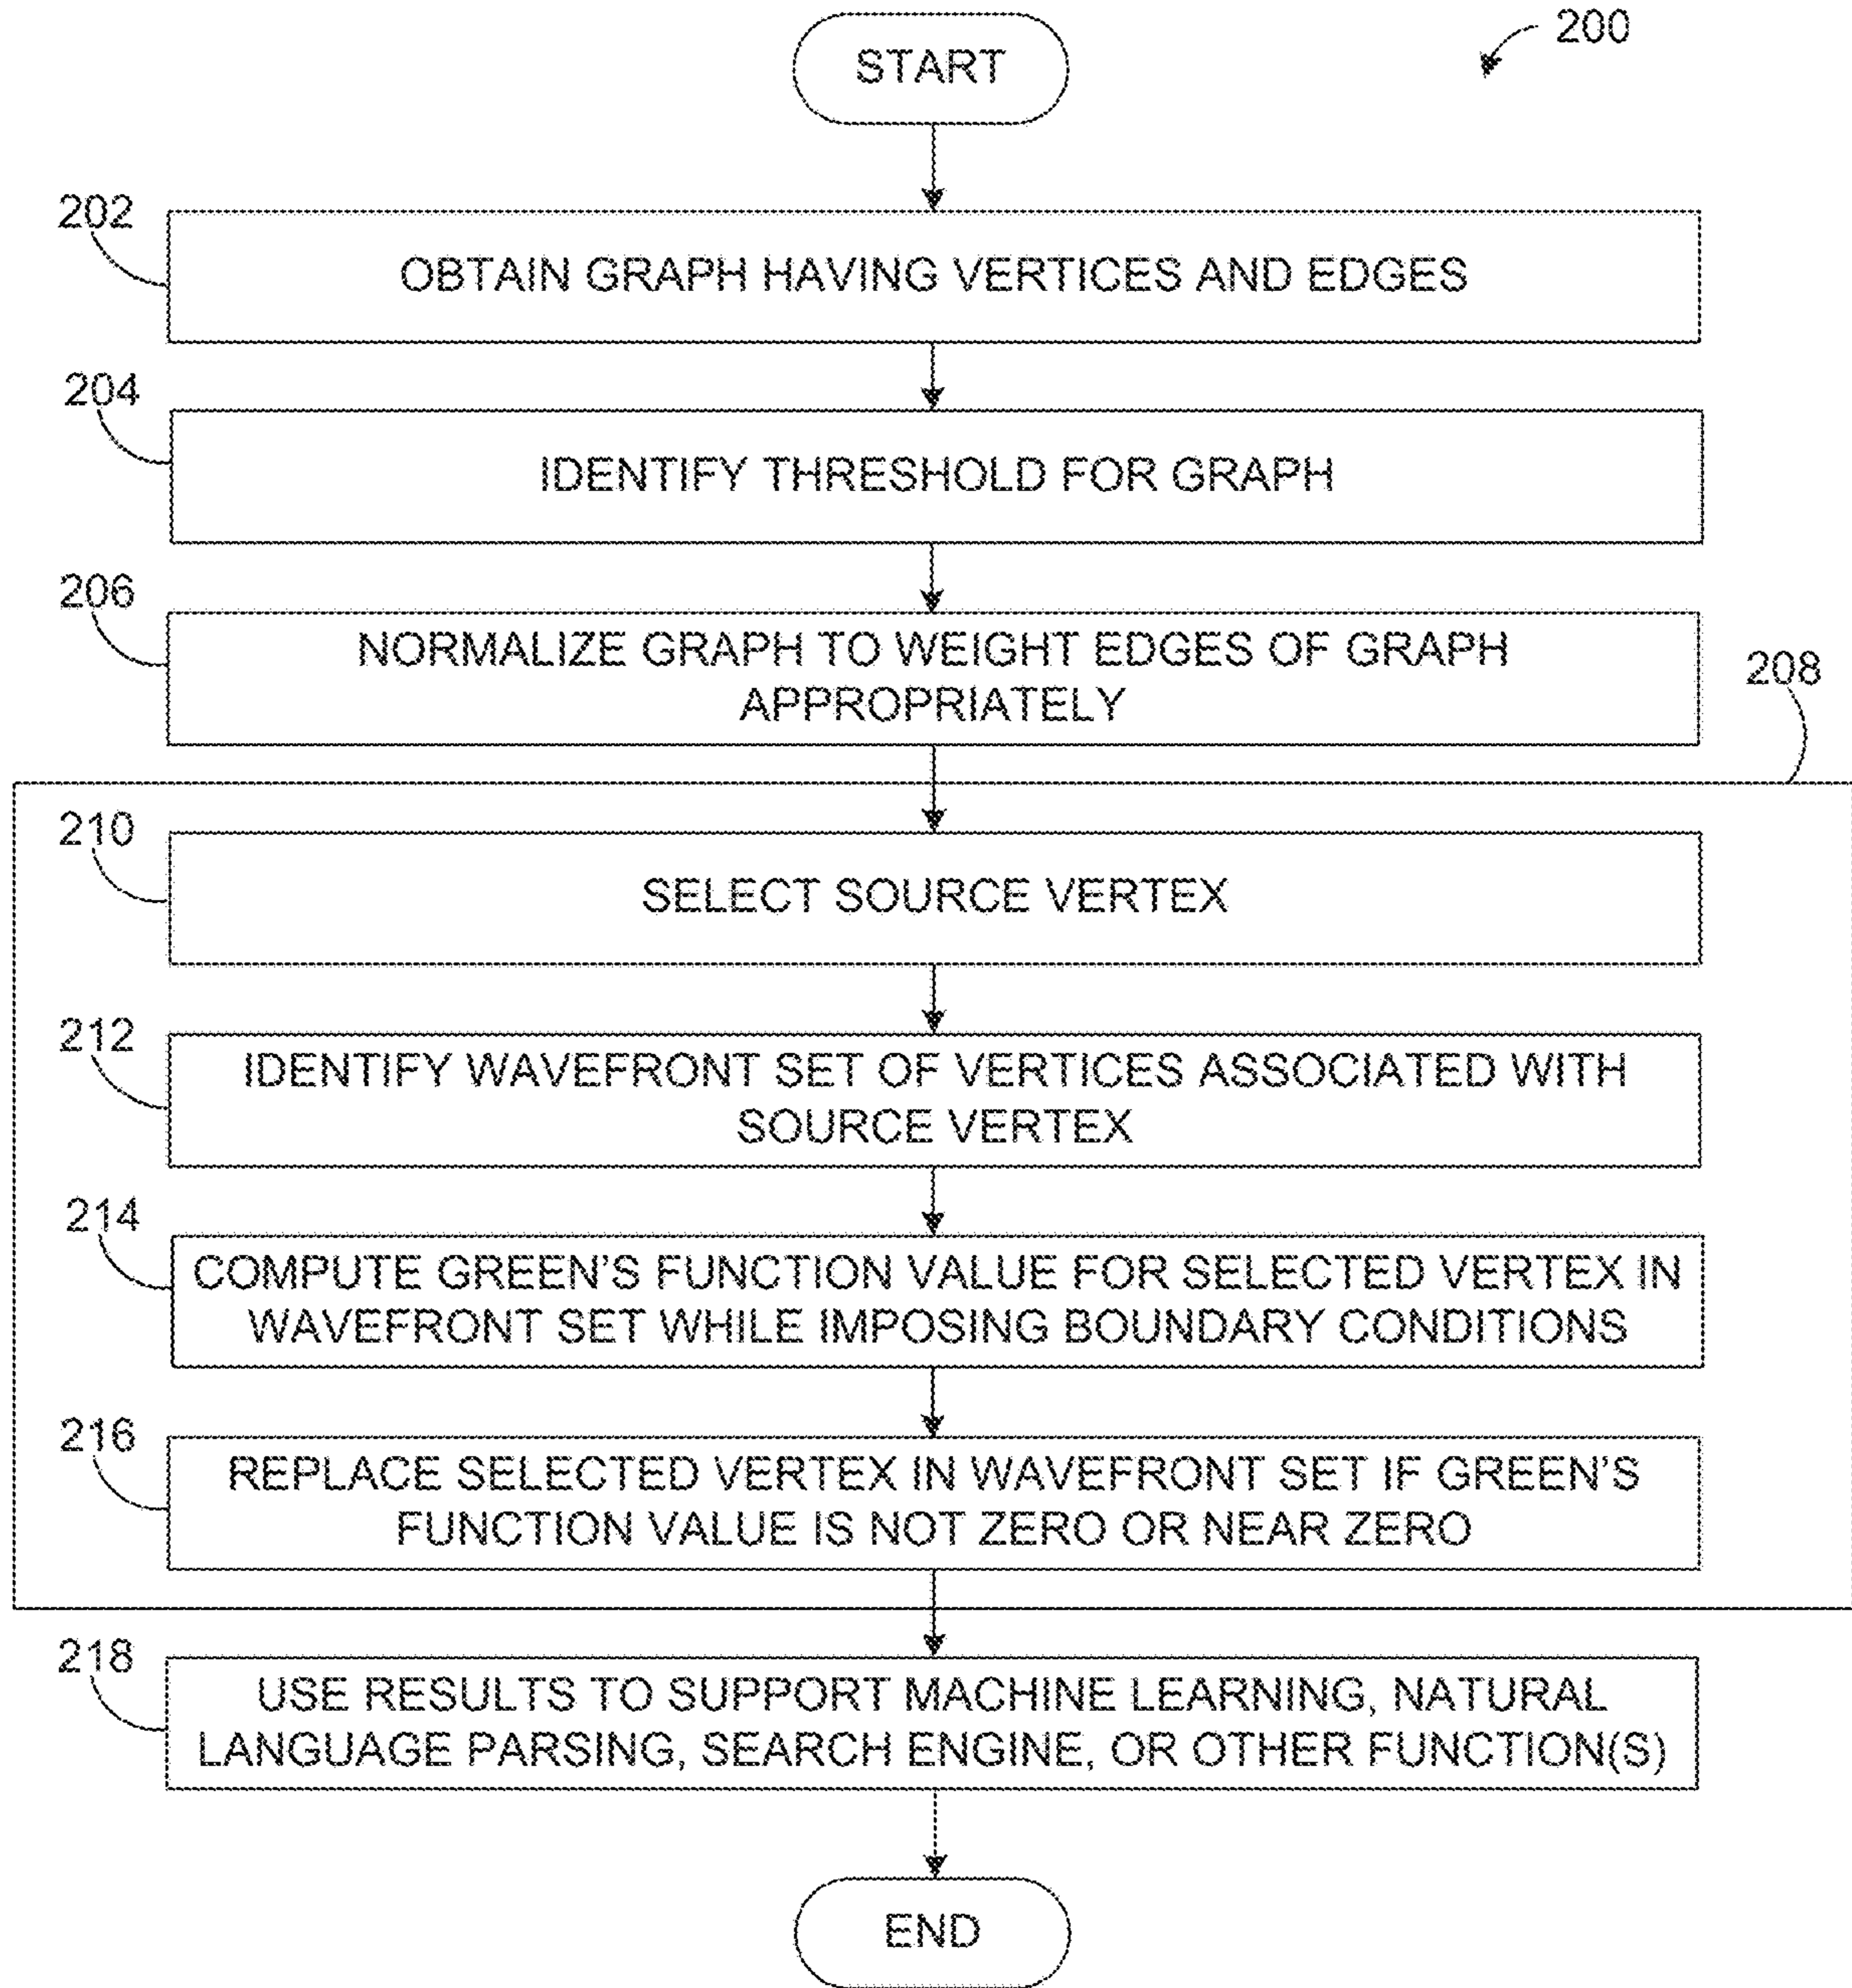 START
200
202
OBTAIN GRAPH HAVING VERTICES AND EDGES
204
IDENTIFY THRESHOLD FOR GRAPH
206
NORMALIZE GRAPH TO WEIGHT EDGES OF GRAPH
APPROPRIATELY
208
210
SELECT SOURCE VERTEX
212
IDENTIFY WAVEFRONT SET OF VERTICES ASSOCIATED WITH
SOURCE VERTEX
214
COMPUTE GREEN'S FUNCTION VALUE FOR SELECTED VERTEX IN
WAVEFRONT SET WHILE IMPOSING BOUNDARY CONDITIONS
216
REPLACE SELECTED VERTEX IN WAVEFRONT SET IF GREEN'S
FUNCTION VALUE IS NOT ZERO OR NEAR ZERO
218
USE RESULTS TO SUPPORT MACHINE LEARNING, NATURAL
LANGUAGE PARSING, SEARCH ENGINE, OR OTHER FUNCTION(S)
END